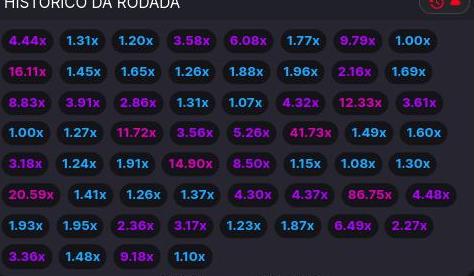 HISTÓRICO DA RODADA
4.44x 1.31x 1.20x 3.58x 6.08x 1.77x 9.79x 1.00x
16.11x 1.45x 1.65x 1.26x 1.88x 1.96x 2.16x 1.69x
8.83x 3.91x 2.86x 1.31x 1.07x 4.32x 12.33x 3.61x
1.00x 1.27x 11.72x 3.56x 5.26x 41.73x 1.49x 1.60x
3.18x 1.24x 1.91x 14.90x 8.50x 1.15x 1.08x 1.30x
20.59x 1.41x 1.26x 1.37x 4.30x 4.37x 86.75x 4.48x
1.93x 1.95x 2.36x 3.17x 1.23x 1.87x 6.49x 2.27x
3.36x 1.48x 9.18x 1.10x